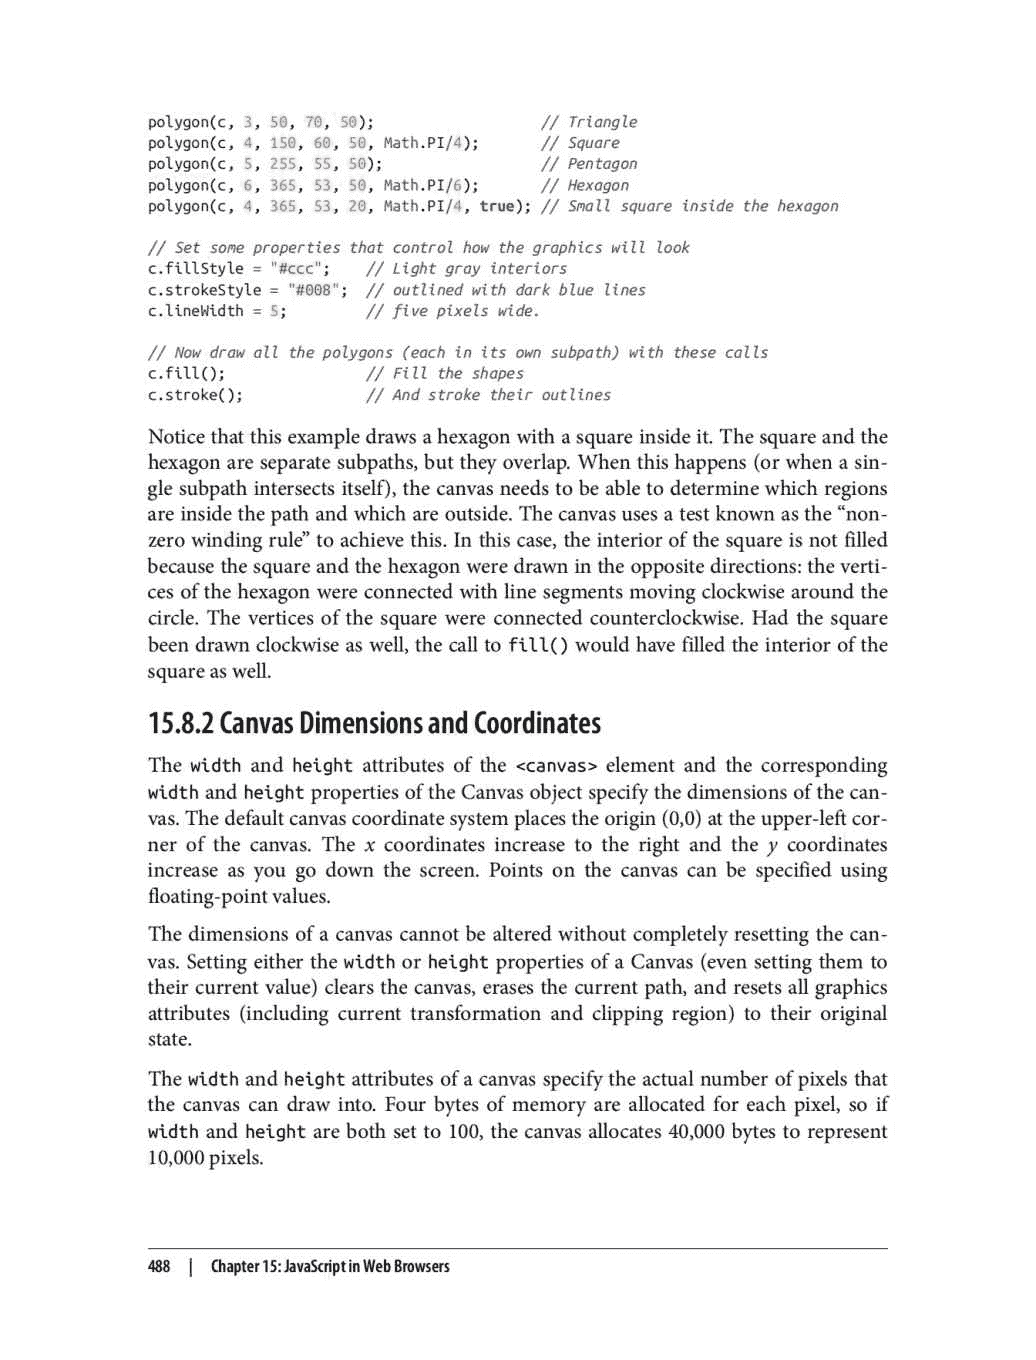 polygon(c, 3, 50, 70, 50);                   // Triangle
polygon(c, 4, 150, 60, 50, Math.PI/4);       // Square
polygon(c, 5, 255, 55, 50);                  // Pentagon
polygon(c, 6, 365, 53, 50, Math.PI/6);       // Hexagon
polygon(c, 4, 365, 53, 20, Math.PI/4, true); // Small square inside the hexagon
// Set some properties that control how the graphics will look
c.fillStyle = "#ccc";    // Light gray interiors
c.strokeStyle = "#008";  // outlined with dark blue lines
c.lineWidth = 5;         // five pixels wide.
// Now draw all the polygons (each in its own subpath) with these calls
c.fill();                // Fill the shapes
c.stroke();              // And stroke their outlines
Notice that this example draws a hexagon with a square inside it. The square and the
hexagon are separate subpaths, but they overlap. When this happens (or when a sin-
gle subpath intersects itself), the canvas needs to be able to determine which regions
are inside the path and which are outside. The canvas uses a test known as the “non-
zero winding rule” to achieve this. In this case, the interior of the square is not filled
because the square and the hexagon were drawn in the opposite directions: the verti-
ces of the hexagon were connected with line segments moving clockwise around the
circle. The vertices of the square were connected counterclockwise. Had the square
been drawn clockwise as well, the call to fill() would have filled the interior of the
square as well.
15.8.2 Canvas Dimensions and Coordinates
The width and height attributes of the <canvas> element and the corresponding
width and height properties of the Canvas object specify the dimensions of the can-
vas. The default canvas coordinate system places the origin (0,0) at the upper-left cor-
ner of the canvas. The x coordinates increase to the right and the y coordinates
increase as you go down the screen. Points on the canvas can be specified using
floating-point values.
The dimensions of a canvas cannot be altered without completely resetting the can-
vas. Setting either the width or height properties of a Canvas (even setting them to
their current value) clears the canvas, erases the current path, and resets all graphics
attributes (including current transformation and clipping region) to their original
state.
The width and height attributes of a canvas specify the actual number of pixels that
the canvas can draw into. Four bytes of memory are allocated for each pixel, so if
width and height are both set to 100, the canvas allocates 40,000 bytes to represent
10,000 pixels.
488 | Chapter 15: JavaScript in Web Browsers